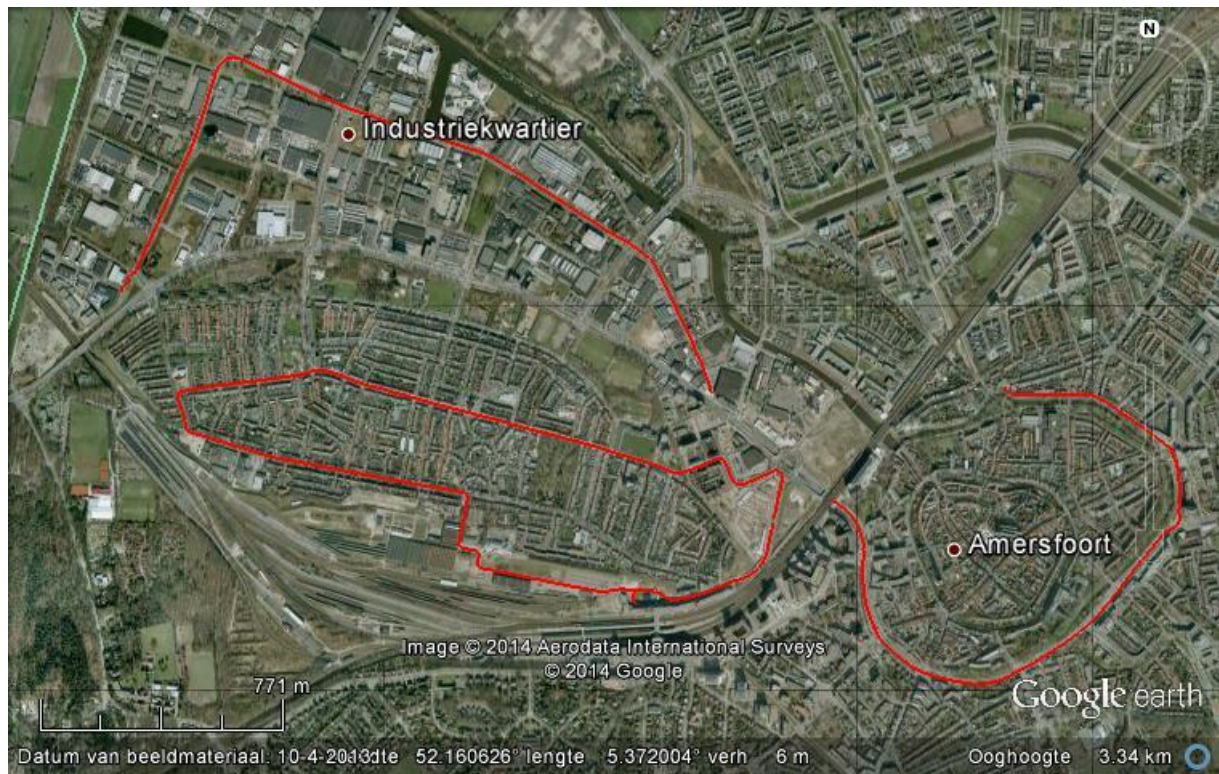 N
Industriekwartier
Amersfoort
Image © 2014 Aerodata International Surveys
© 2014 Google
771 m
Google earth
Datum van beeldmateriaal: 10-4-2013 dte 52.160626° lengte 5.372004° verh 6 m Ooghoogte 3.34 km